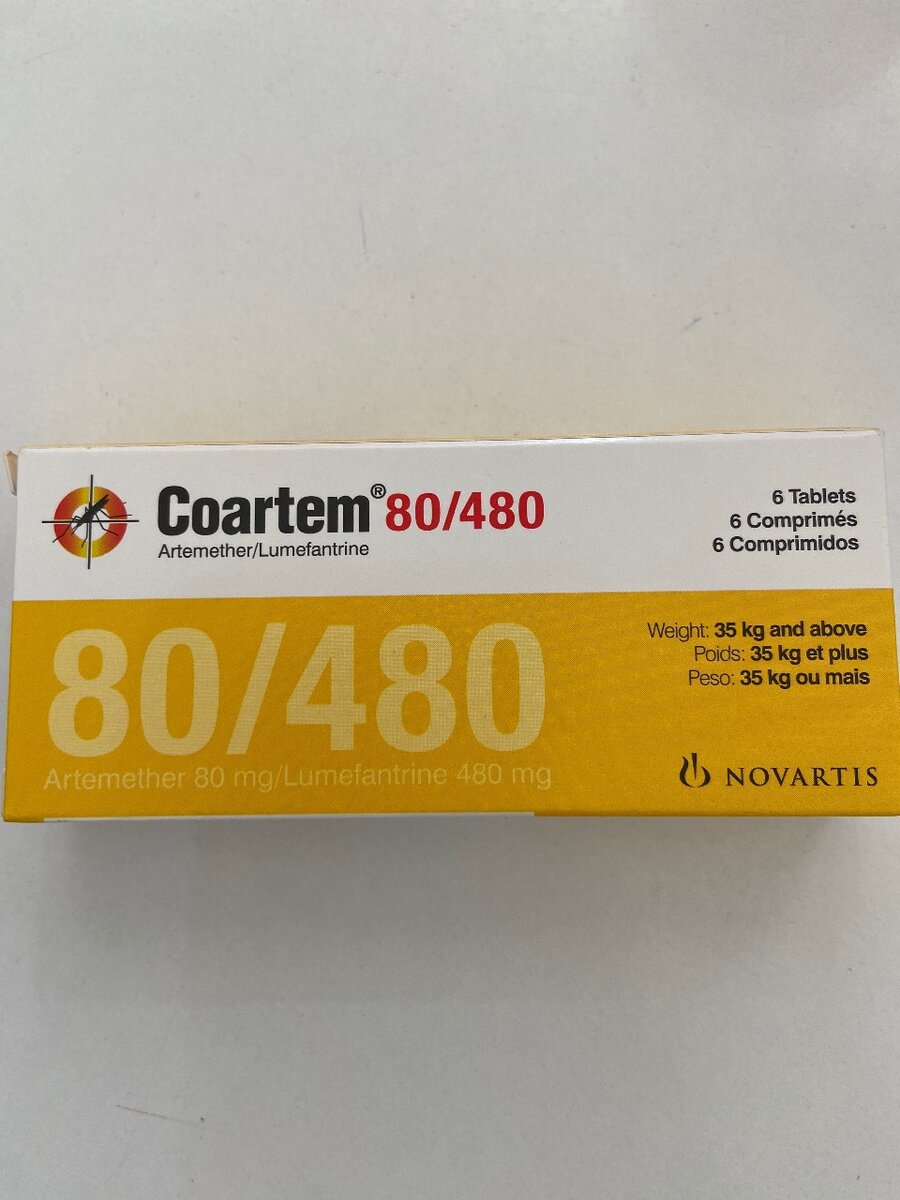 Coartem® 80/480
Artemether/Lumefantrine
6 Tablets
6 Comprimés
6 Comprimidos
80/480
Artemether 80 mg/Lumefantrine 480 mg
Weight: 35 kg and above
Poids: 35 kg et plus
Peso: 35 kg ou mais
NOVARTIS